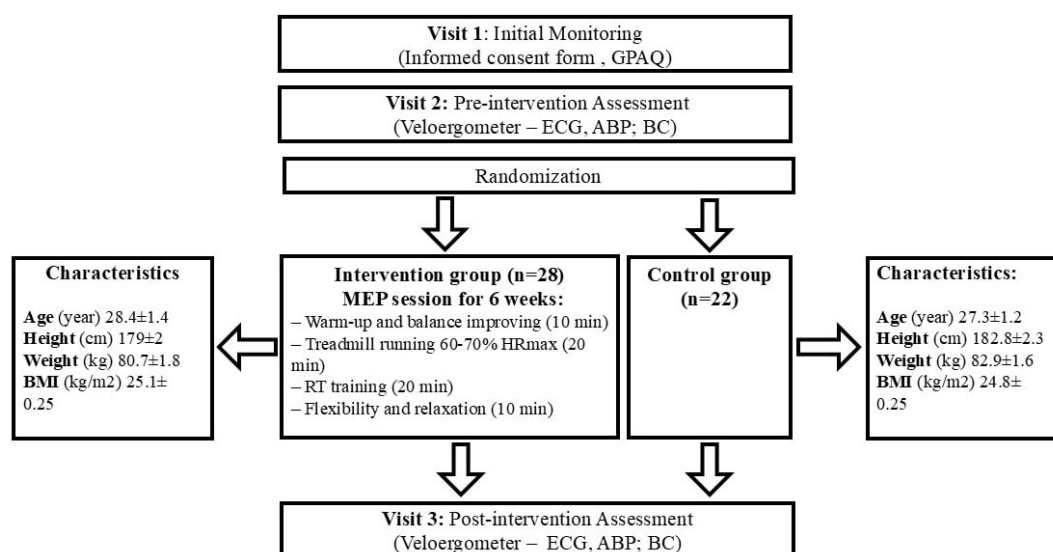 Visit 1: Initial Monitoring
(Informed consent form , GPAQ)
Visit 2: Pre-intervention Assessment
(Veloergometer – ECG, ABP; BC)
Randomization
Characteristics
Age (year) 28.4±1.4
Height (cm) 179±2
Weight (kg) 80.7±1.8
BMI (kg/m2) 25.1±
0.25
Intervention group (n=28)
MEP session for 6 weeks:
– Warm-up and balance improving (10 min)
– Treadmill running 60-70% HRmax (20
min)
– RT training (20 min)
– Flexibility and relaxation (10 min)
Control group
(n=22)
Characteristics:
Age (year) 27.3±1.2
Height (cm) 182.8±2.3
Weight (kg) 82.9±1.6
BMI (kg/m2) 24.8±
0.25
Visit 3: Post-intervention Assessment
(Veloergometer – ECG, ABP; BC)